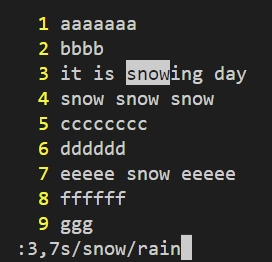 1 aaaaaaa
2 bbbb
3 it is snowing day
4 snow snow snow
5 cccccccc
6 dddddd
7 eeeee snow eeeee
8 ffffff
9 ggg
:3,7s/snow/rain